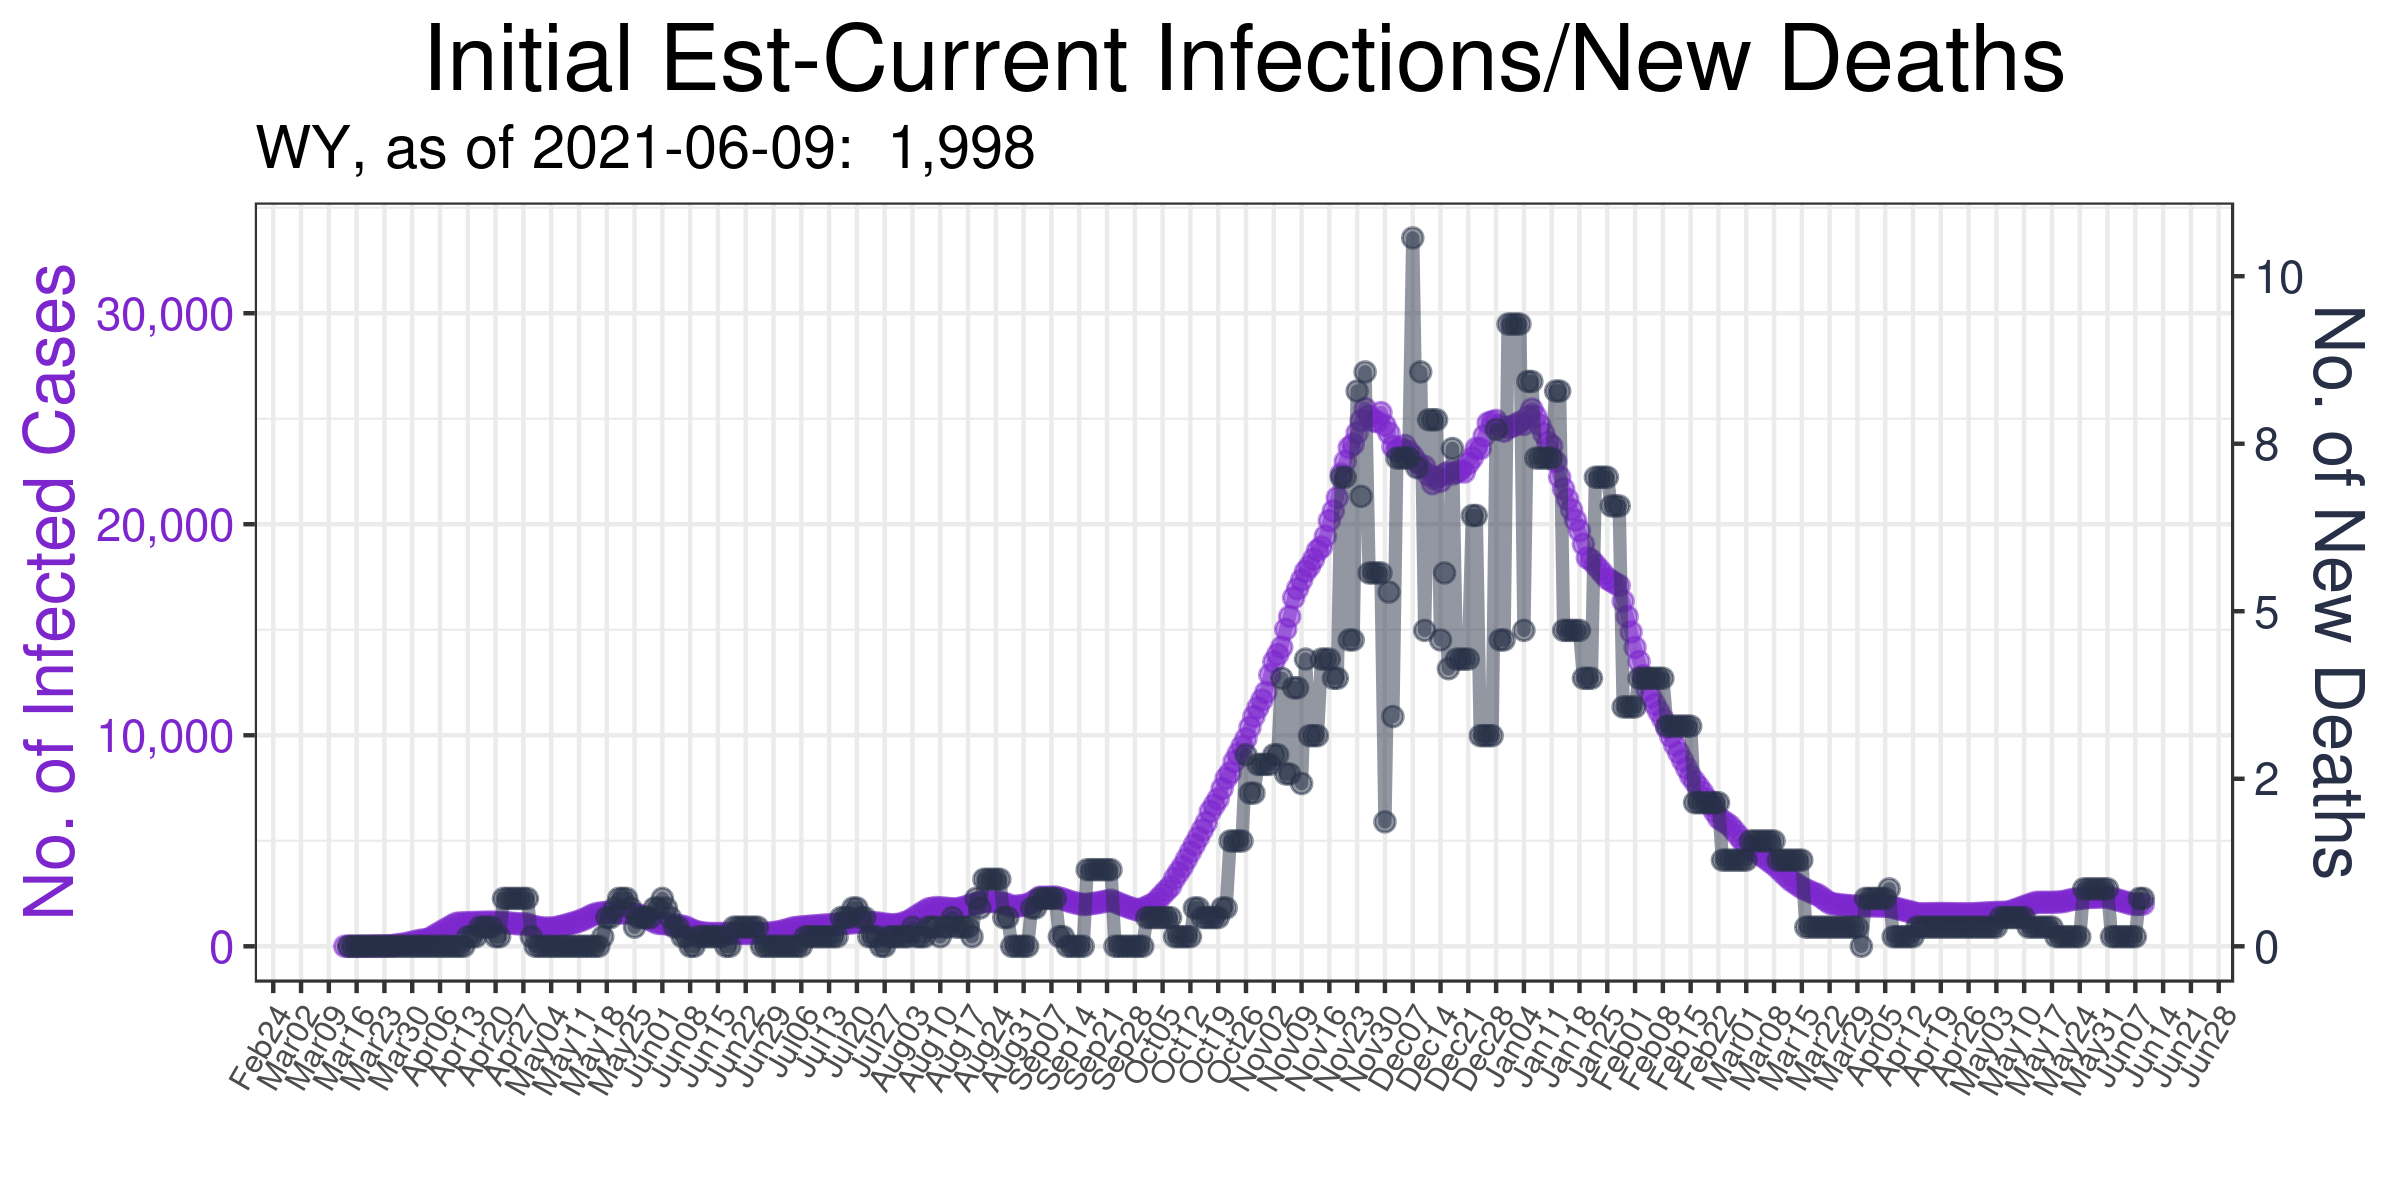 Initial Est-Current Infections/New Deaths
WY, as of 2021-06-09:  1,998
No. of Infected Cases
30,000
20,000
10,000
0
10
8
5
2
0
No. of New Deaths
Feb24
Mar02
Mar09
Mar16
Mar23
Mar30
Apr06
Apr13
Apr20
Apr27
May04
May11
May18
May25
Jun01
Jun08
Jun15
Jun22
Jun29
Jul06
Jul13
Jul20
Jul27
Aug03
Aug10
Aug17
Aug24
Aug31
Sep07
Sep14
Sep21
Sep28
Oct05
Oct12
Oct19
Oct26
Nov02
Nov09
Nov16
Nov23
Nov30
Dec07
Dec14
Dec21
Dec28
Jan04
Jan11
Jan18
Jan25
Feb01
Feb08
Feb15
Feb22
Mar01
Mar08
Mar15
Mar22
Mar29
Apr05
Apr12
Apr19
Apr26
May03
May10
May17
May24
May31
Jun07
Jun14
Jun21
Jun28